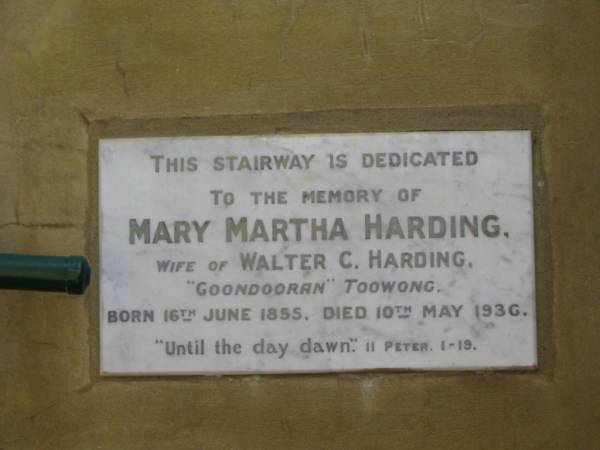 THIS STAIRWAY IS DEDICATED
TO THE MEMORY OF
MARY MARTHA HARDING,
WIFE OF WALTER C. HARDING,
"GOONDOORAN" TOOWONG.
BORN 16TH JUNE 1855. DIED 10TH MAY 1936.
"Until the day dawn". II PETER. 1-19.